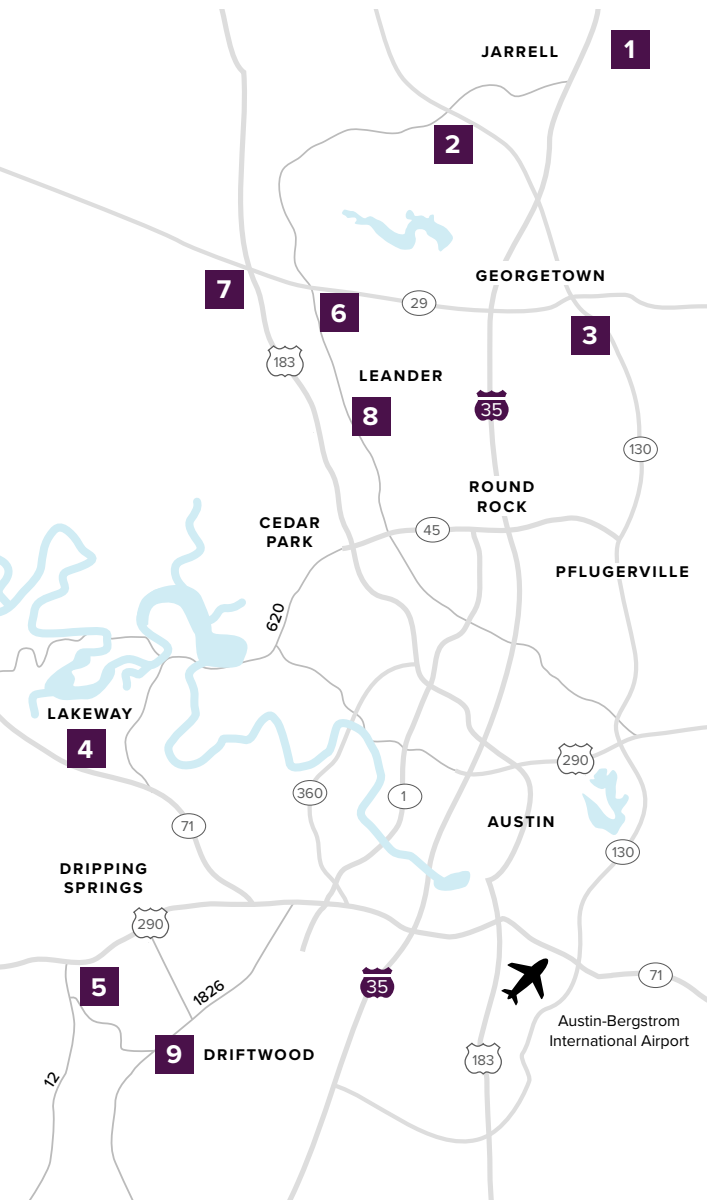 JARRELL
1
2
GEORGETOWN
7
6
29
3
183
LEANDER
8
35
130
ROUND
ROCK
CEDAR
PARK
45
PFLUGERVILLE
620
LAKEWAY
4
290
360
1
71
AUSTIN
130
DRIPPING
SPRINGS
290
5
35
71
1826
Austin-Bergstrom
International Airport
9
DRIFTWOOD
183
12